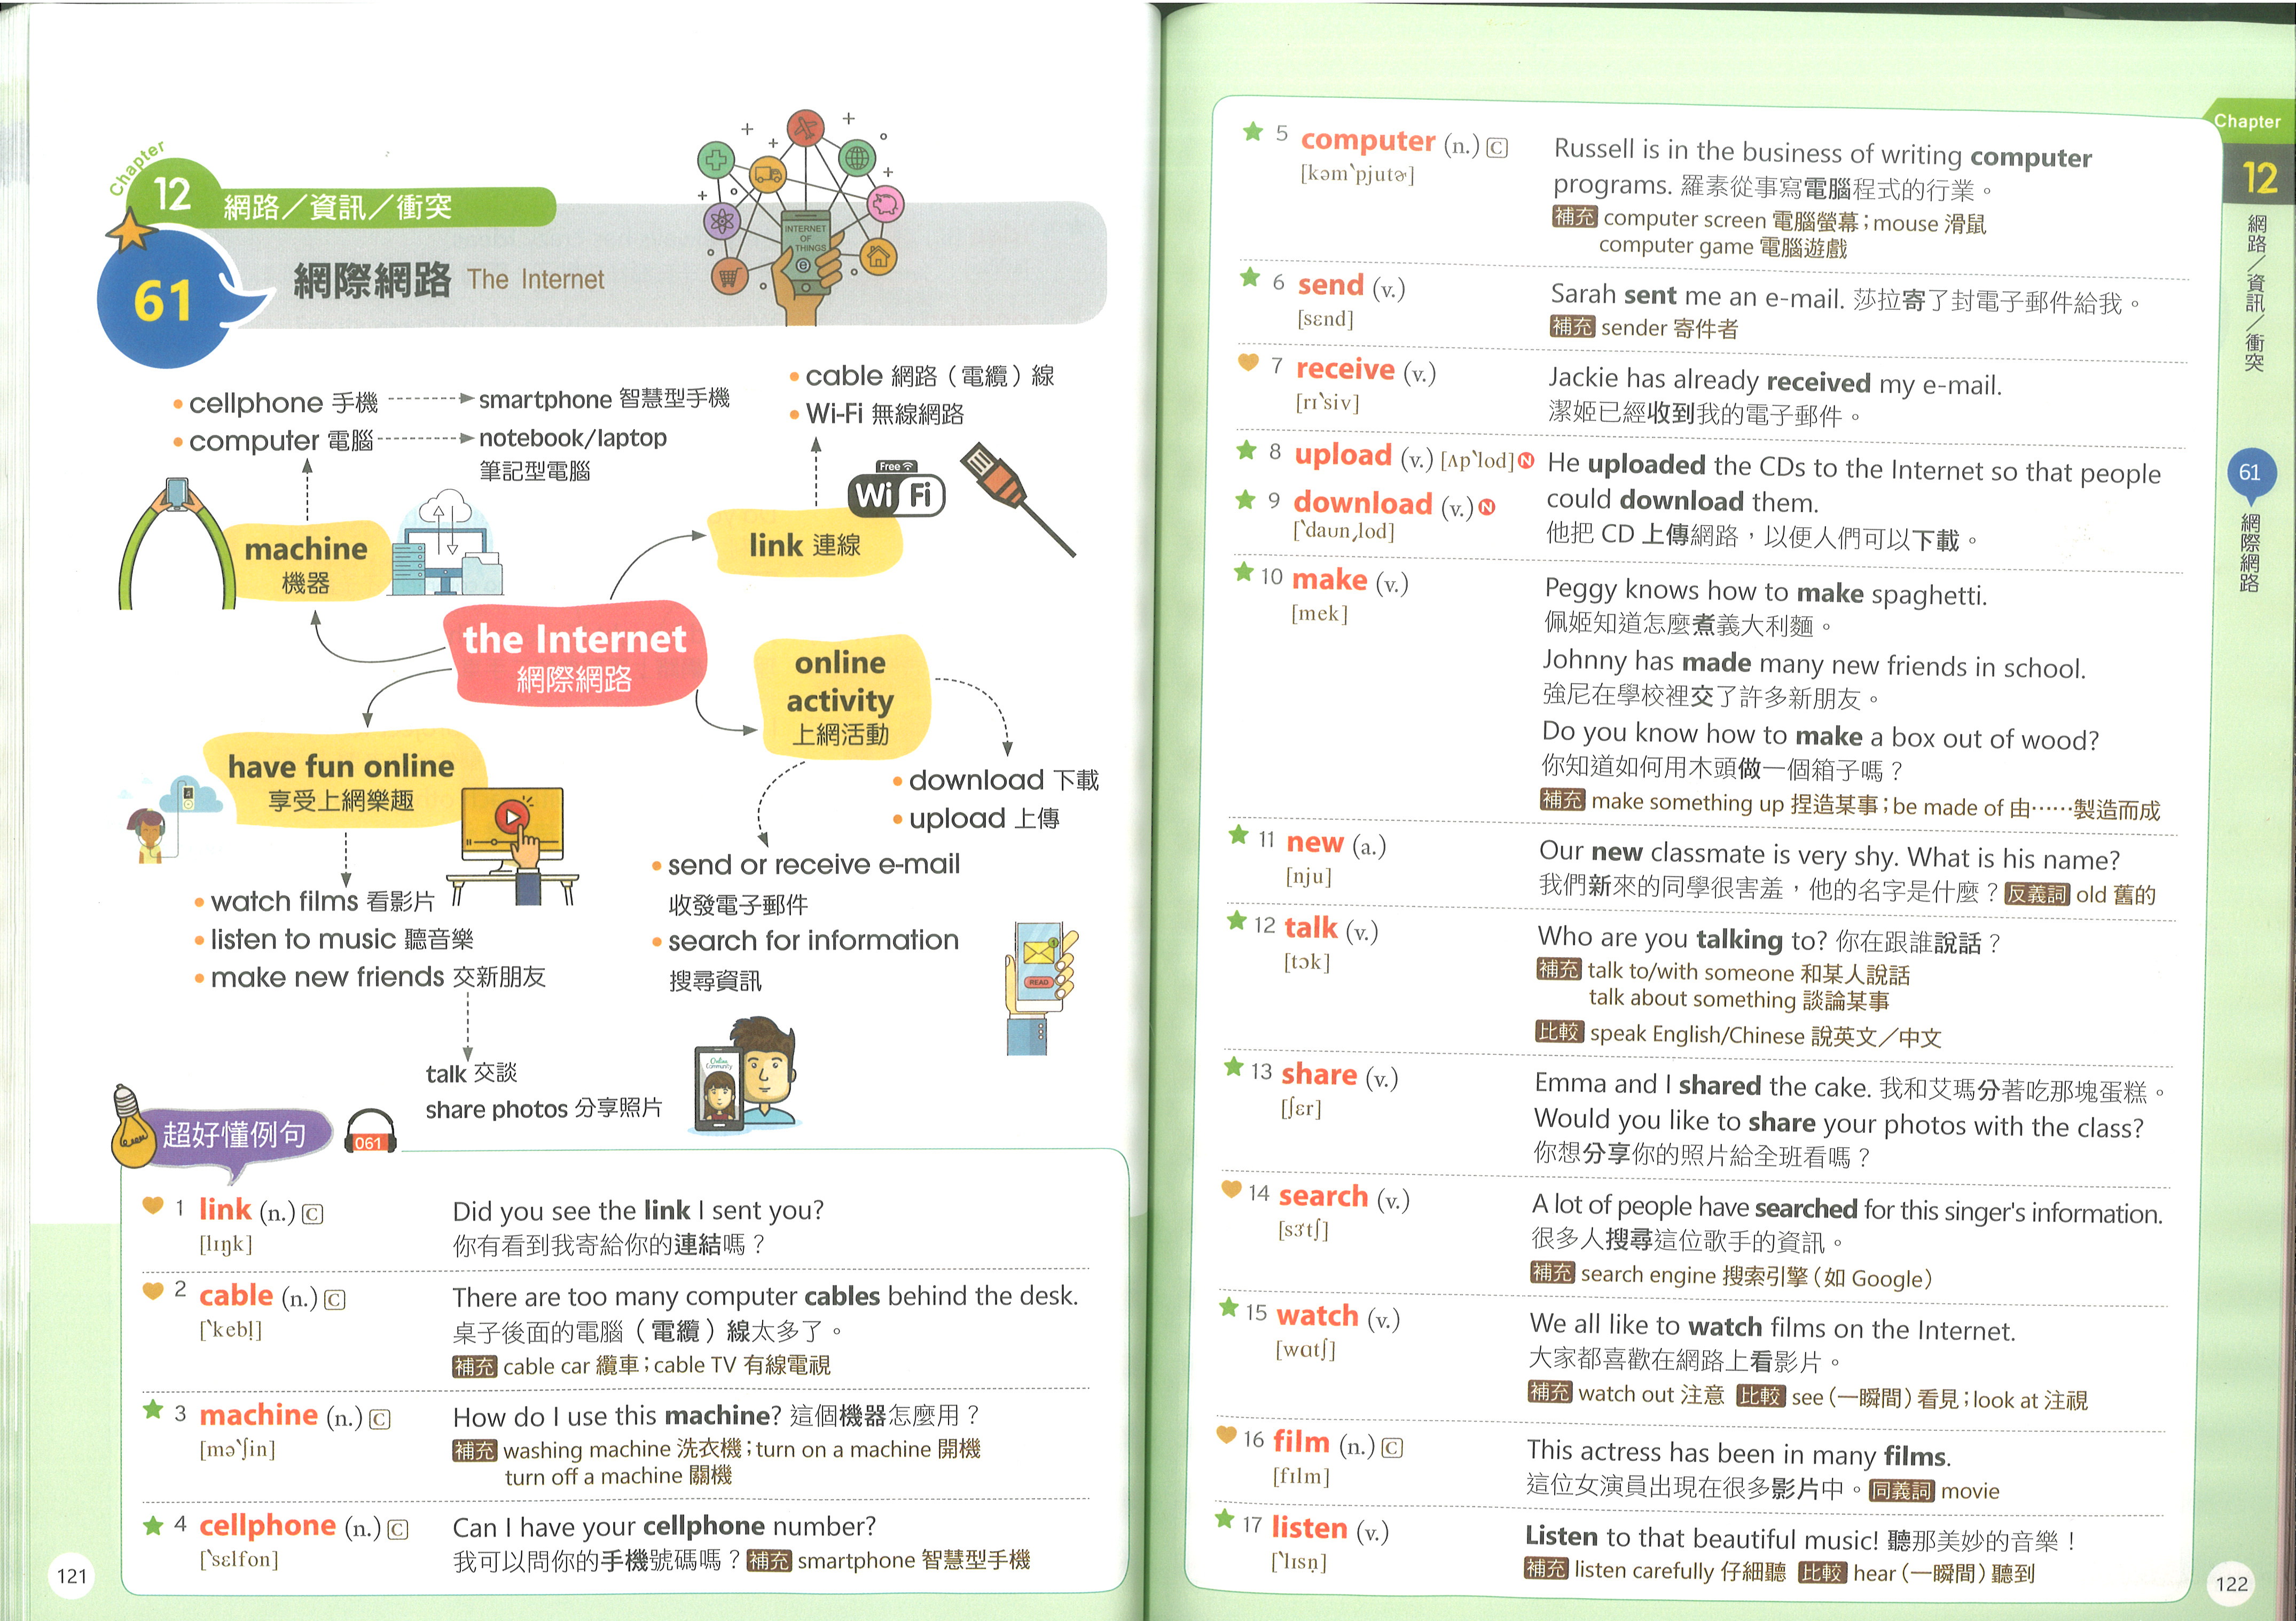 Chapter
12 網路／資訊／衝突
61 網際網路 The Internet
INTERNET
OF
THINGS
cellphone 手機
smartphone 智慧型手機
computer 電腦
notebook/laptop
筆記型電腦
cable 網路（電纜）線
Wi-Fi 無線網路
Free
Wi Fi
machine
機器
link 連線
the Internet
網際網路
online
activity
上網活動
have fun online
享受上網樂趣
download 下載
upload 上傳
send or receive e-mail
收發電子郵件
search for information
搜尋資訊
READ
watch films 看影片
listen to music 聽音樂
make new friends 交新朋友
talk 交談
share photos 分享照片
Online
Community
超好懂例句
061
1 link (n.) C
[lɪŋk]
Did you see the link I sent you?
你有看到我寄給你的連結嗎？
2 cable (n.) C
[ˋkebḷ]
There are too many computer cables behind the desk.
桌子後面的電腦（電纜）線太多了。
補充 cable car 纜車；cable TV 有線電視
3 machine (n.) C
[məˋʃin]
How do I use this machine? 這個機器怎麼用？
補充 washing machine 洗衣機；turn on a machine 開機
turn off a machine 關機
4 cellphone (n.) C
[ˋsɛlfon]
Can I have your cellphone number?
我可以問你的手機號碼嗎？ 補充 smartphone 智慧型手機
121
5 computer (n.) C
[kəmˋpjutɚ]
Russell is in the business of writing computer
programs. 羅素從事寫電腦程式的行業。
補充 computer screen 電腦螢幕；mouse 滑鼠
computer game 電腦遊戲
6 send (v.)
[sɛnd]
Sarah sent me an e-mail. 莎拉寄了封電子郵件給我。
補充 sender 寄件者
7 receive (v.)
[rɪˋsiv]
Jackie has already received my e-mail.
潔姬已經收到我的電子郵件。
8 upload (v.) [ʌpˋlod] N
9 download (v.) N
[ˋdaʊnˏlod]
He uploaded the CDs to the Internet so that people
could download them.
他把 CD 上傳網路，以便人們可以下載。
10 make (v.)
[mek]
Peggy knows how to make spaghetti.
佩姬知道怎麼煮義大利麵。
Johnny has made many new friends in school.
強尼在學校裡交了許多新朋友。
Do you know how to make a box out of wood?
你知道如何用木頭做一個箱子嗎？
補充 make something up 捏造某事；be made of 由……製造而成
11 new (a.)
[nju]
Our new classmate is very shy. What is his name?
我們新來的同學很害羞，他的名字是什麼？ 反義詞 old 舊的
12 talk (v.)
[tɔk]
Who are you talking to? 你在跟誰說話？
補充 talk to/with someone 和某人說話
talk about something 談論某事
比較 speak English/Chinese 說英文／中文
13 share (v.)
[ʃɛr]
Emma and I shared the cake. 我和艾瑪分著吃那塊蛋糕。
Would you like to share your photos with the class?
你想分享你的照片給全班看嗎？
14 search (v.)
[sɝtʃ]
A lot of people have searched for this singer's information.
很多人搜尋這位歌手的資訊。
補充 search engine 搜索引擎（如 Google）
15 watch (v.)
[wɑtʃ]
We all like to watch films on the Internet.
大家都喜歡在網路上看影片。
補充 watch out 注意 比較 see（一瞬間）看見；look at 注視
16 film (n.) C
[fɪlm]
This actress has been in many films.
這位女演員出現在很多影片中。 同義詞 movie
17 listen (v.)
[ˋlɪsṇ]
Listen to that beautiful music! 聽那美妙的音樂！
補充 listen carefully 仔細聽 比較 hear（一瞬間）聽到
Chapter
12
網路／資訊／衝突
61
網際網路
122